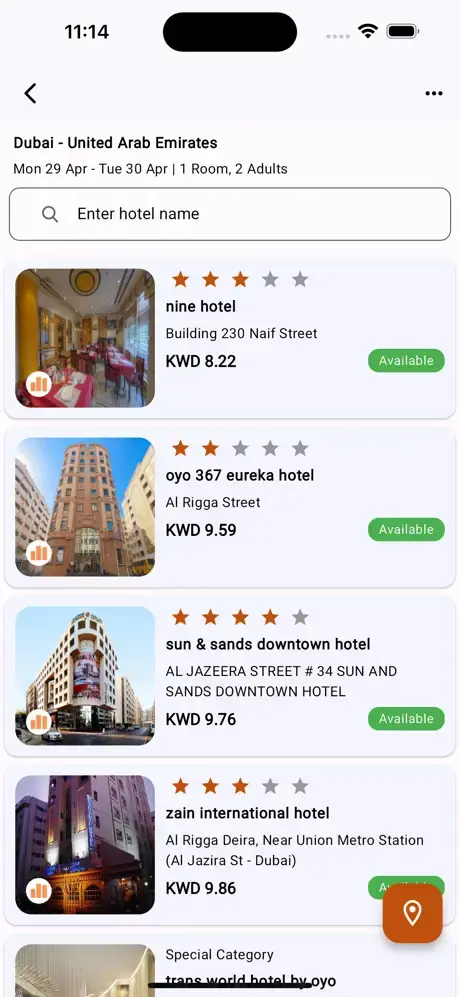 11:14
Dubai - United Arab Emirates
Mon 29 Apr - Tue 30 Apr | 1 Room, 2 Adults
Enter hotel name
nine hotel
Building 230 Naif Street
KWD 8.22
Available
oyo 367 eureka hotel
Al Rigga Street
KWD 9.59
Available
sun & sands downtown hotel
AL JAZEERA STREET # 34 SUN AND
SANDS DOWNTOWN HOTEL
KWD 9.76
Available
zain international hotel
Al Rigga Deira, Near Union Metro Station
(Al Jazira St - Dubai)
KWD 9.86
Special Category
trans world hotel by oyo